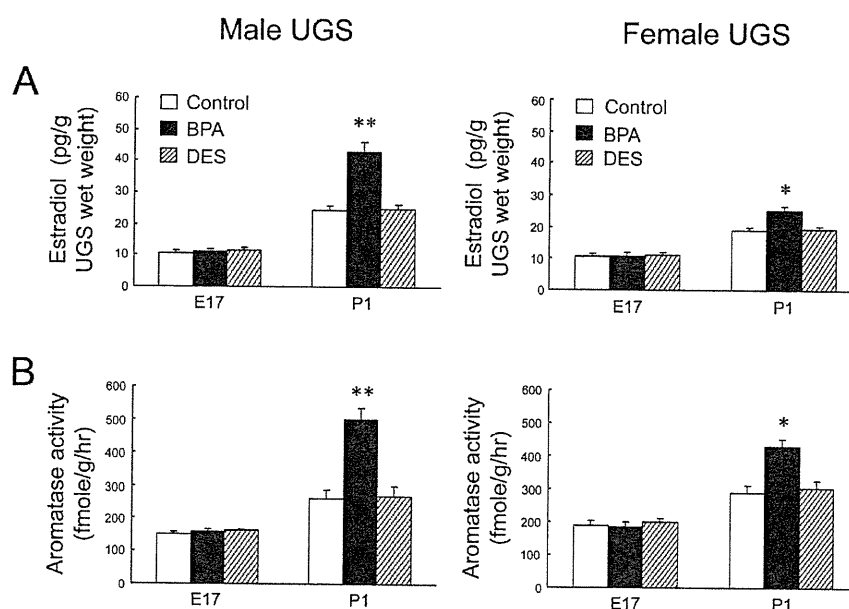 Male UGS
Female UGS
A
Estradiol (pg/g
UGS wet weight)
60
50
40
30
20
10
0
Control
BPA
DES
**
E17
P1
Estradiol (pg/g
UGS wet weight)
60
50
40
30
20
10
0
Control
BPA
DES
*
E17
P1
B
Aromatase activity
(fmole/g/hr)
600
500
400
300
200
100
0
**
E17
P1
Aromatase activity
(fmole/g/hr)
600
500
400
300
200
100
0
*
E17
P1